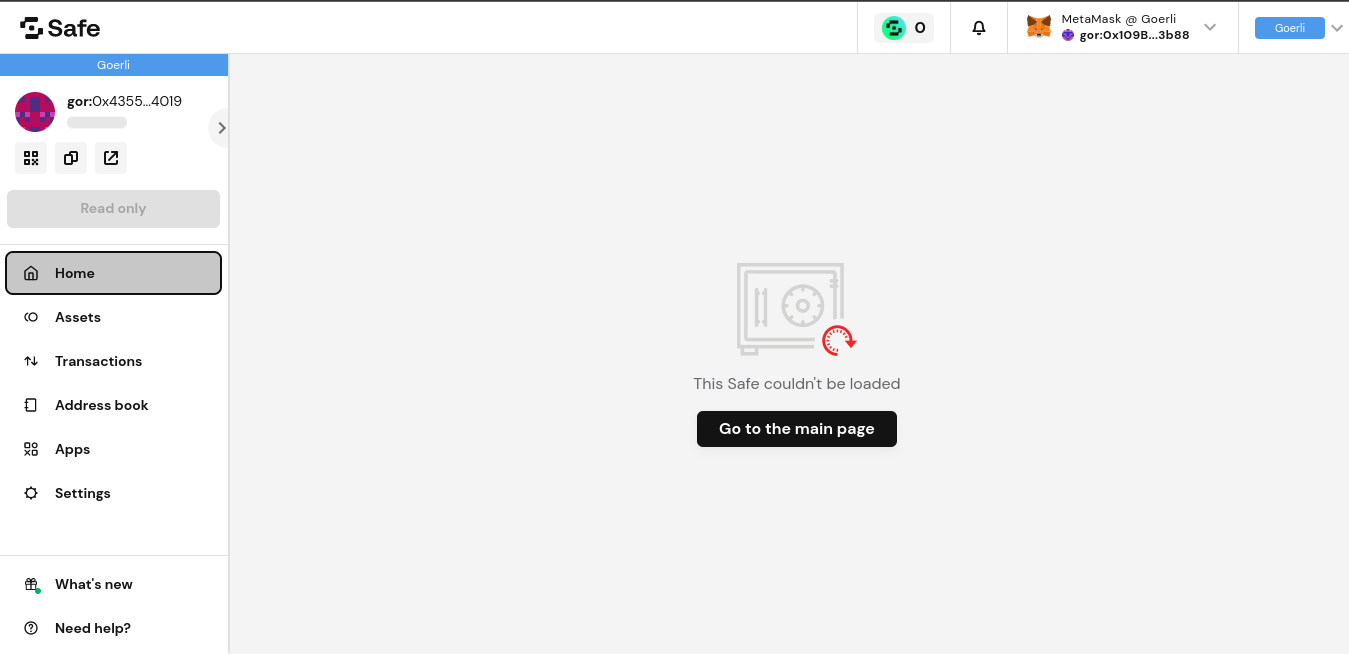 Safe
0
MetaMask @ Goerli
gor:0x109B...3b88
Goerli
Goerli
gor:0x4355...4019
Read only
Home
Assets
Transactions
Address book
Apps
Settings
What's new
Need help?
This Safe couldn't be loaded
Go to the main page